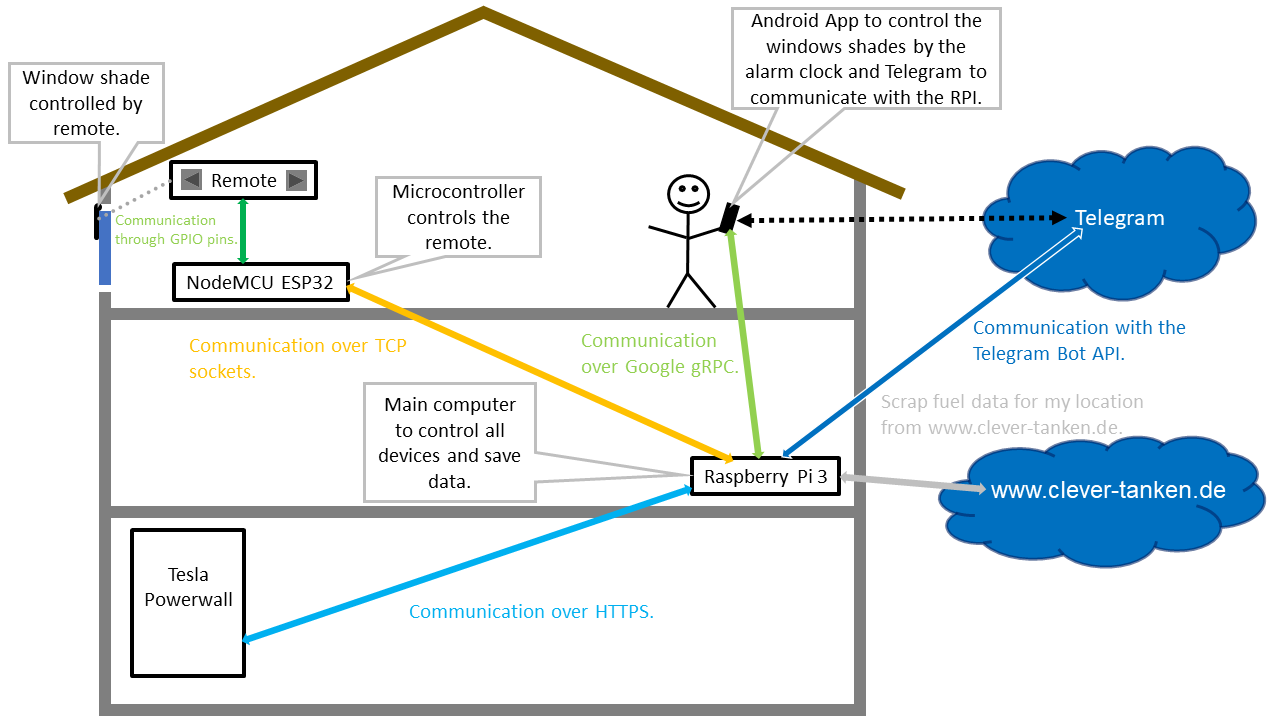 Window shade
controlled by
remote.
Android App to control the
windows shades by the
alarm clock and Telegram to
communicate with the RPI.
Remote
Communication
through GPIO pins.
Microcontroller
controls the
remote.
NodeMCU ESP32
Telegram
Communication over TCP
sockets.
Communication
over Google gRPC.
Communication with the
Telegram Bot API.
Main computer
to control all
devices and save
data.
Scrap fuel data for my location
from www.clever-tanken.de.
Raspberry Pi 3
www.clever-tanken.de
Tesla
Powerwall
Communication over HTTPS.